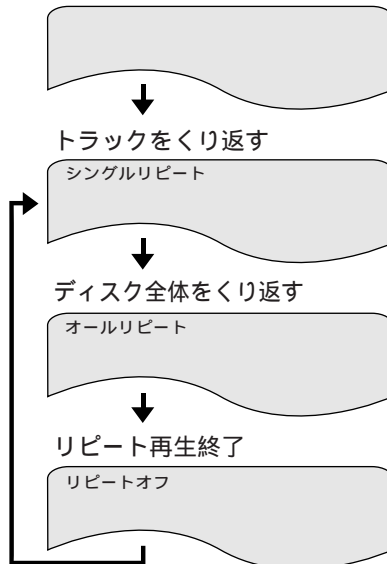 トラックをくり返す
シングルリピート
ディスク全体をくり返す
オールリピート
リピート再生終了
リピートオフ